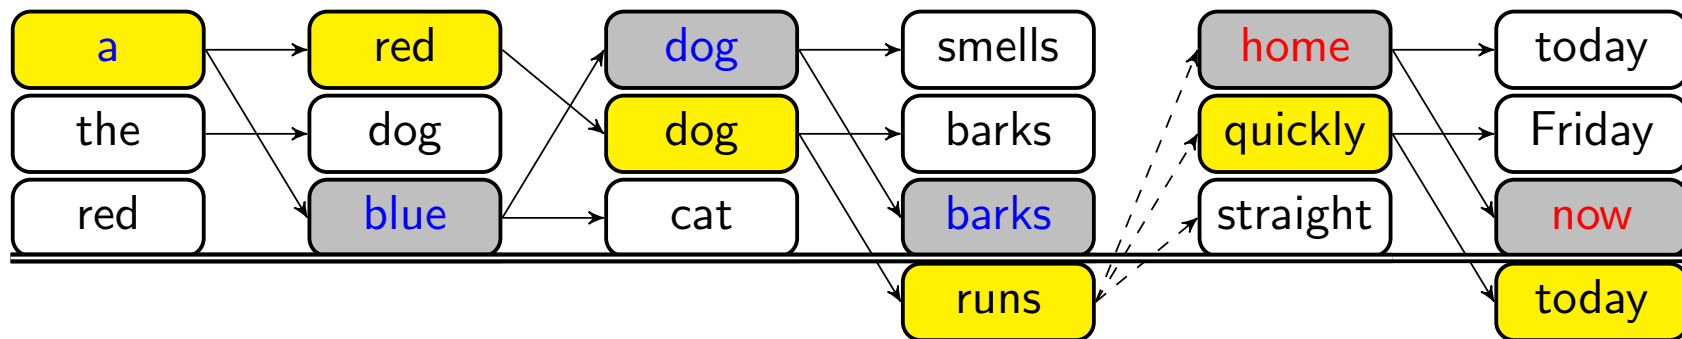 a red dog smells home today
the dog dog barks quickly Friday
red blue cat barks straight now
runs today